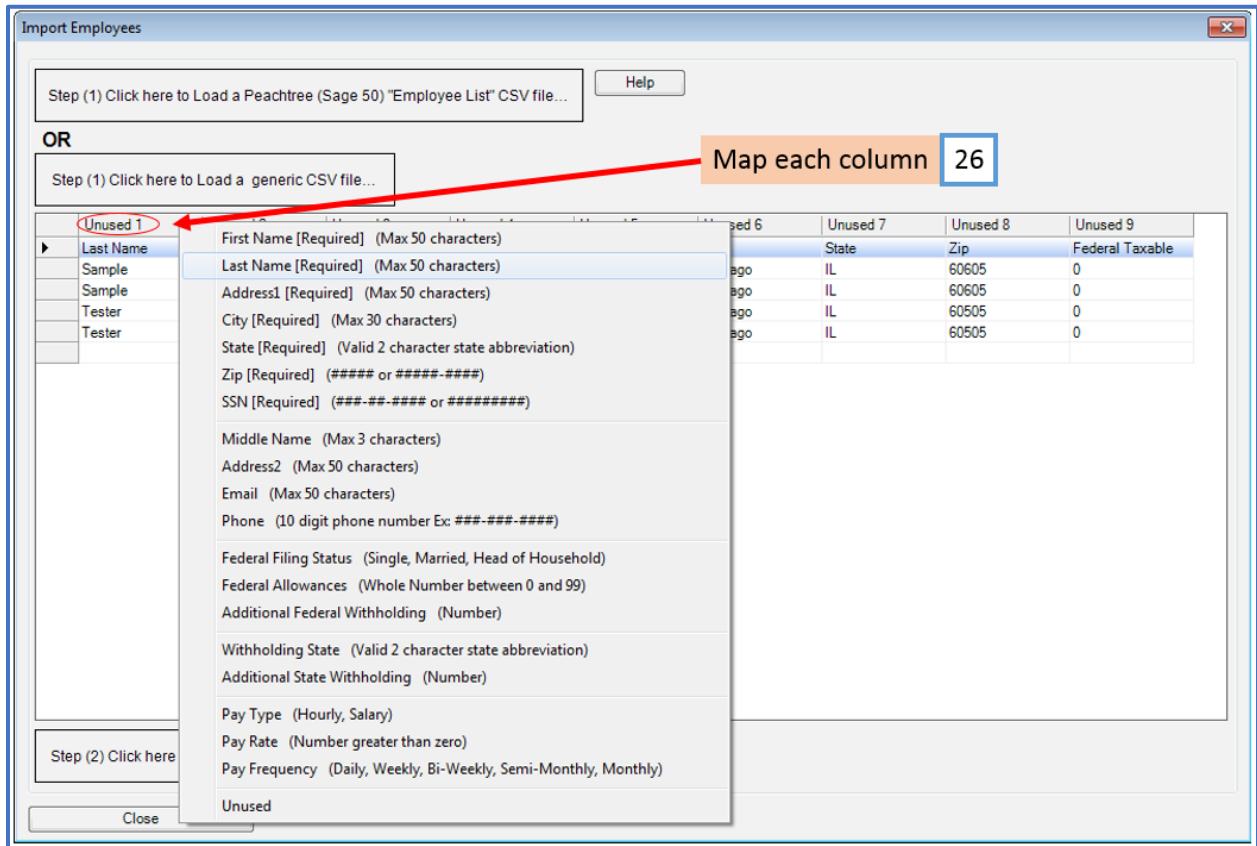 Import Employees
Step (1) Click here to Load a Peachtree (Sage 50) "Employee List" CSV file...
Help
OR
Map each column 26
Step (1) Click here to Load a generic CSV file...
Unused 1 sed 6 Unused 7 Unused 8 Unused 9
Last Name State Zip Federal Taxable
Sample ago IL 60605 0
Sample ago IL 60605 0
Tester ago IL 60505 0
Tester ago IL 60505 0
First Name [Required] (Max 50 characters)
Last Name [Required] (Max 50 characters)
Address1 [Required] (Max 50 characters)
City [Required] (Max 30 characters)
State [Required] (Valid 2 character state abbreviation)
Zip [Required] (##### or #####-####)
SSN [Required] (###-##-#### or #########)
Middle Name (Max 3 characters)
Address2 (Max 50 characters)
Email (Max 50 characters)
Phone (10 digit phone number Ex: ###-###-####)
Federal Filing Status (Single, Married, Head of Household)
Federal Allowances (Whole Number between 0 and 99)
Additional Federal Withholding (Number)
Withholding State (Valid 2 character state abbreviation)
Additional State Withholding (Number)
Pay Type (Hourly, Salary)
Pay Rate (Number greater than zero)
Pay Frequency (Daily, Weekly, Bi-Weekly, Semi-Monthly, Monthly)
Unused
Step (2) Click here
Close